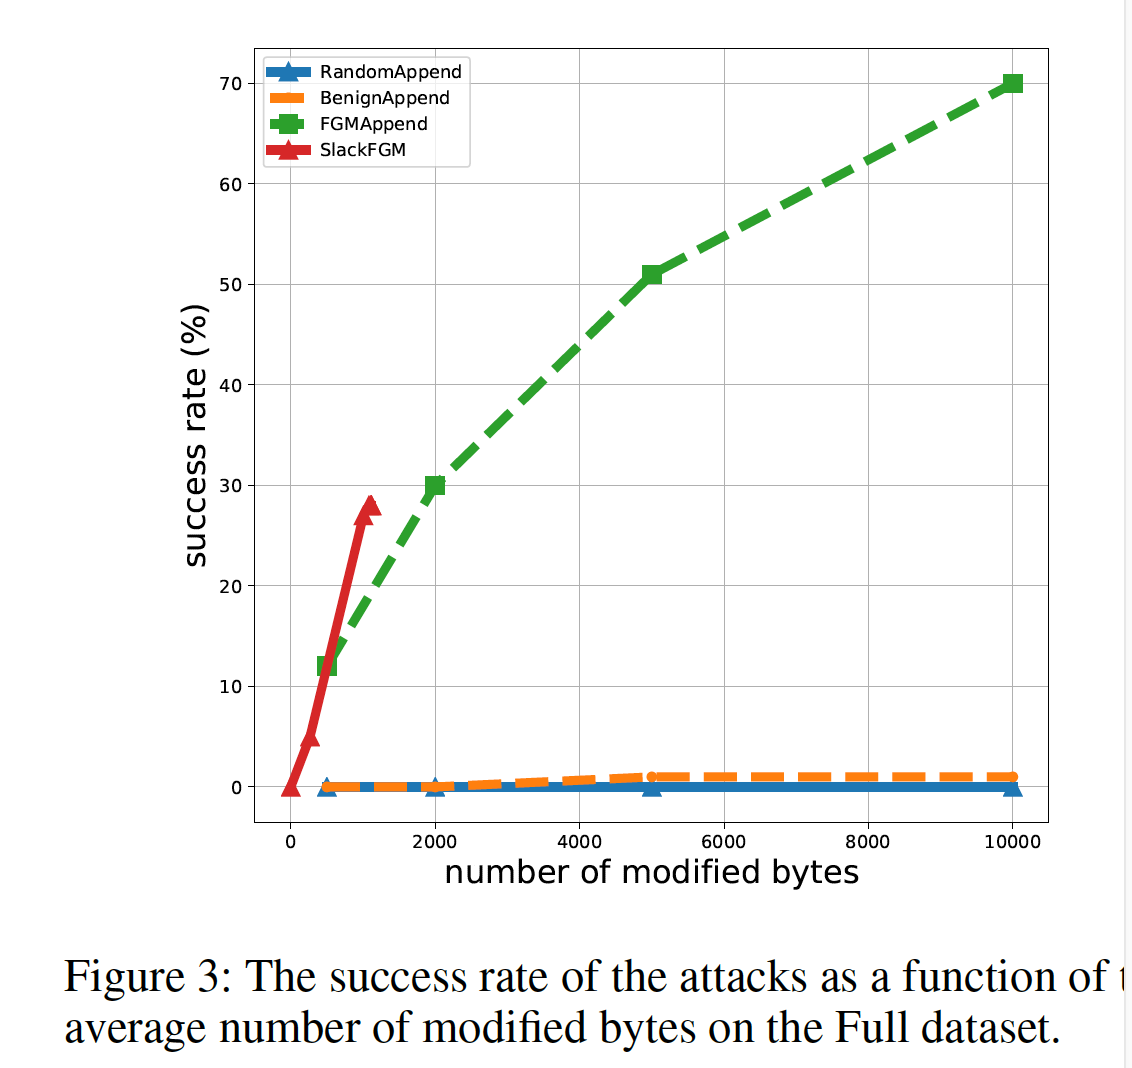 RandomAppend
BenignAppend
FGMAppend
SlackFGM
70
60
50
40
30
20
10
0
success rate (%)
0 2000 4000 6000 8000 10000
number of modified bytes
Figure 3: The success rate of the attacks as a function of
average number of modified bytes on the Full dataset.